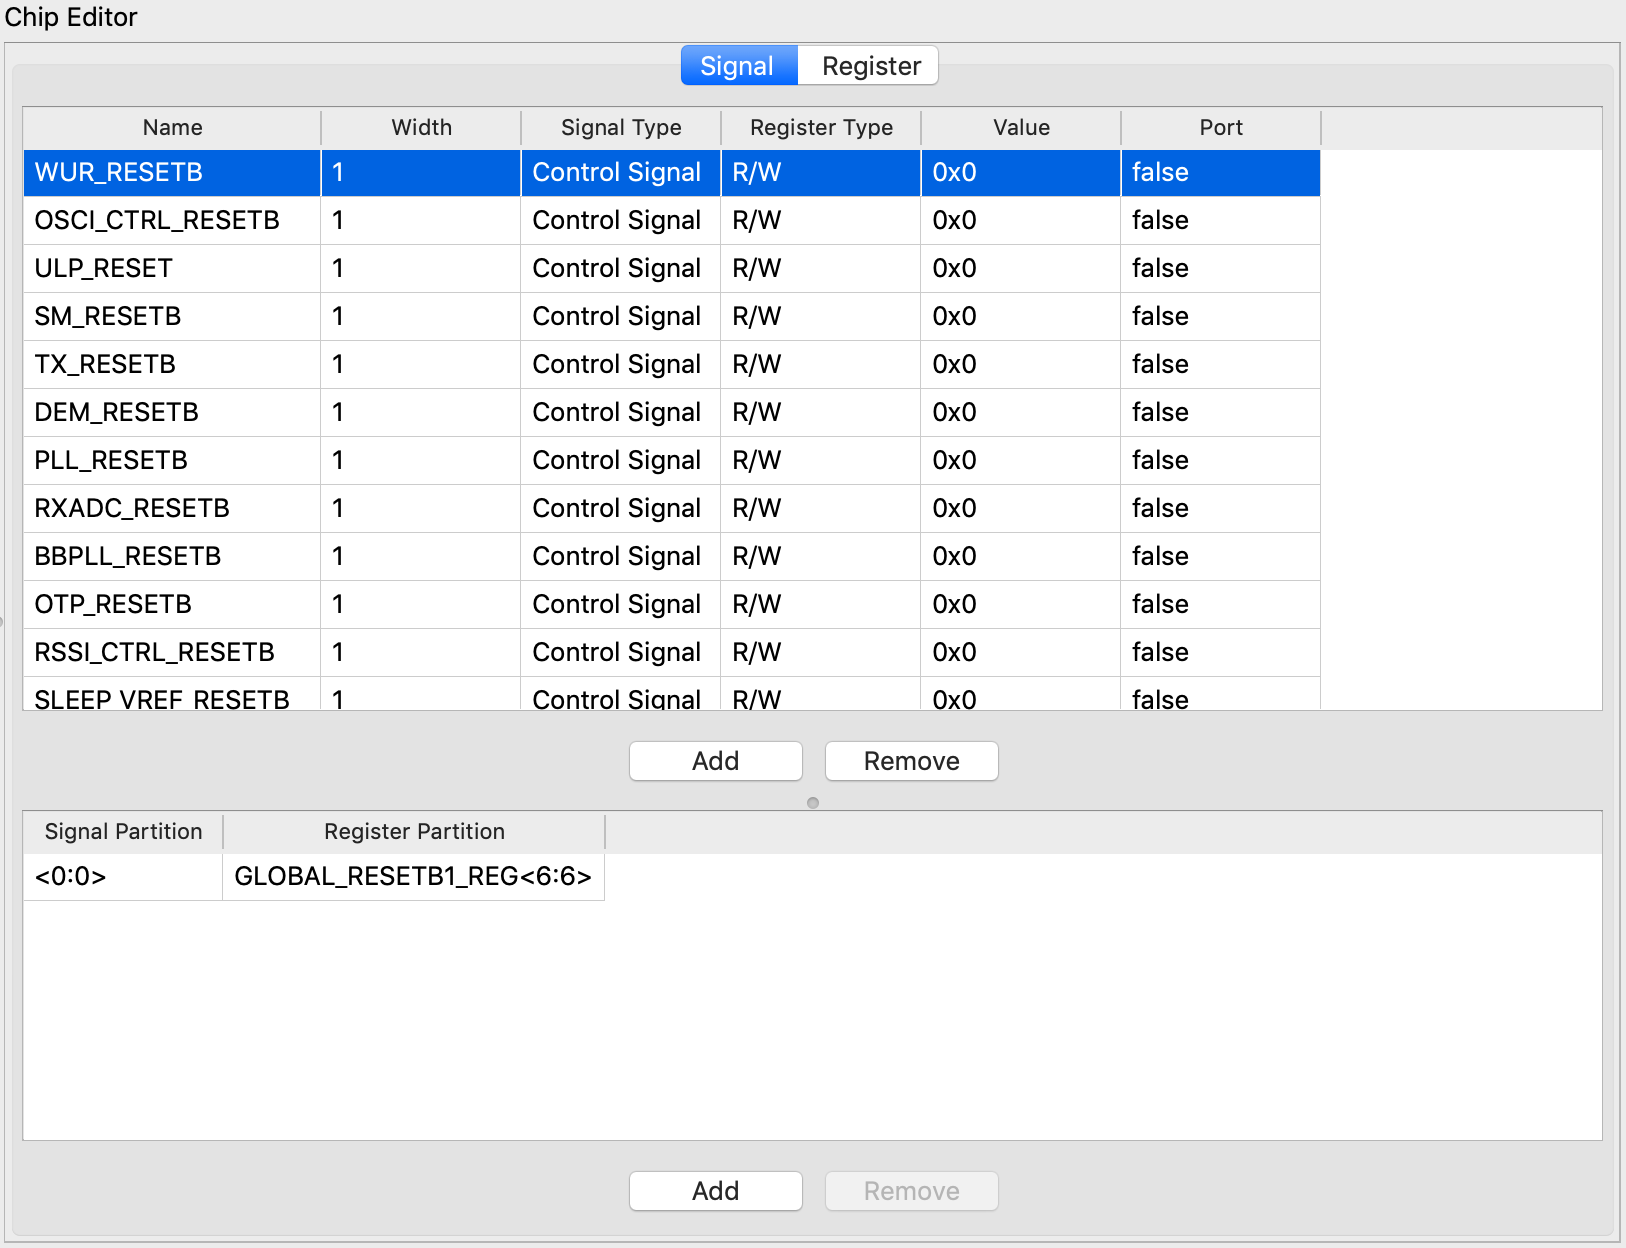 Chip Editor
Signal Register
Name Width Signal Type Register Type Value Port
WUR_RESETB 1 Control Signal R/W 0x0 false
OSCI_CTRL_RESETB 1 Control Signal R/W 0x0 false
ULP_RESET 1 Control Signal R/W 0x0 false
SM_RESETB 1 Control Signal R/W 0x0 false
TX_RESETB 1 Control Signal R/W 0x0 false
DEM_RESETB 1 Control Signal R/W 0x0 false
PLL_RESETB 1 Control Signal R/W 0x0 false
RXADC_RESETB 1 Control Signal R/W 0x0 false
BBPLL_RESETB 1 Control Signal R/W 0x0 false
OTP_RESETB 1 Control Signal R/W 0x0 false
RSSI_CTRL_RESETB 1 Control Signal R/W 0x0 false
SLEEP_VREF_RESETB 1 Control Signal R/W 0x0 false
Add Remove
Signal Partition Register Partition
<0:0> GLOBAL_RESETB1_REG<6:6>
Add Remove